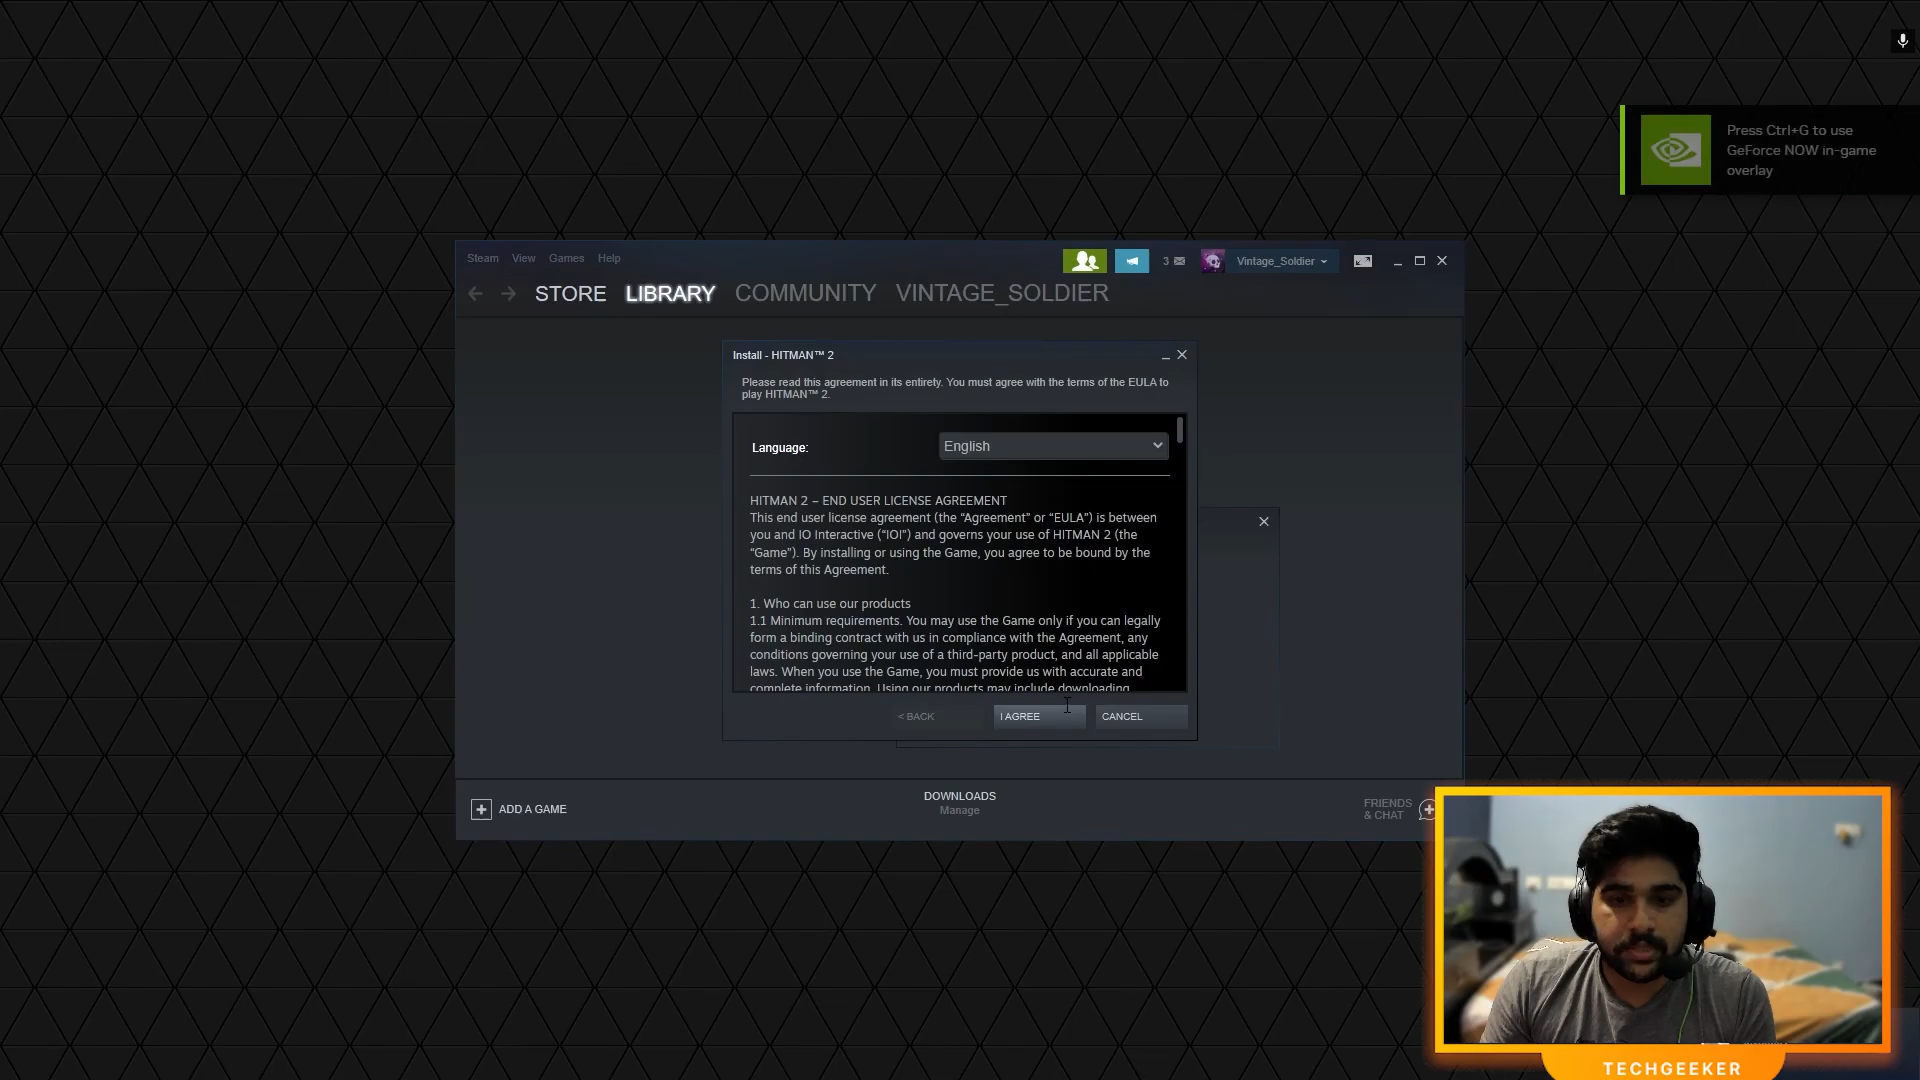 Press Ctrl+G to use
GeForce NOW in-game
overlay
Steam View Games Help
3
Vintage_Soldier
STORE LIBRARY COMMUNITY VINTAGE_SOLDIER
Install - HITMAN™ 2
Please read this agreement in its entirety. You must agree with the terms of the EULA to
play HITMAN™ 2.
Language: English
HITMAN 2 – END USER LICENSE AGREEMENT
This end user license agreement (the “Agreement” or “EULA”) is between
you and IO Interactive (“IOI”) and governs your use of HITMAN 2 (the
“Game”). By installing or using the Game, you agree to be bound by the
terms of this Agreement.
1. Who can use our products
1.1 Minimum requirements. You may use the Game only if you can legally
form a binding contract with us in compliance with the Agreement, any
conditions governing your use of a third-party product, and all applicable
laws. When you use the Game, you must provide us with accurate and
complete information. Using our products may include downloading
< BACK I AGREE CANCEL
ADD A GAME
DOWNLOADS
Manage
FRIENDS
& CHAT
TECHGEEKER